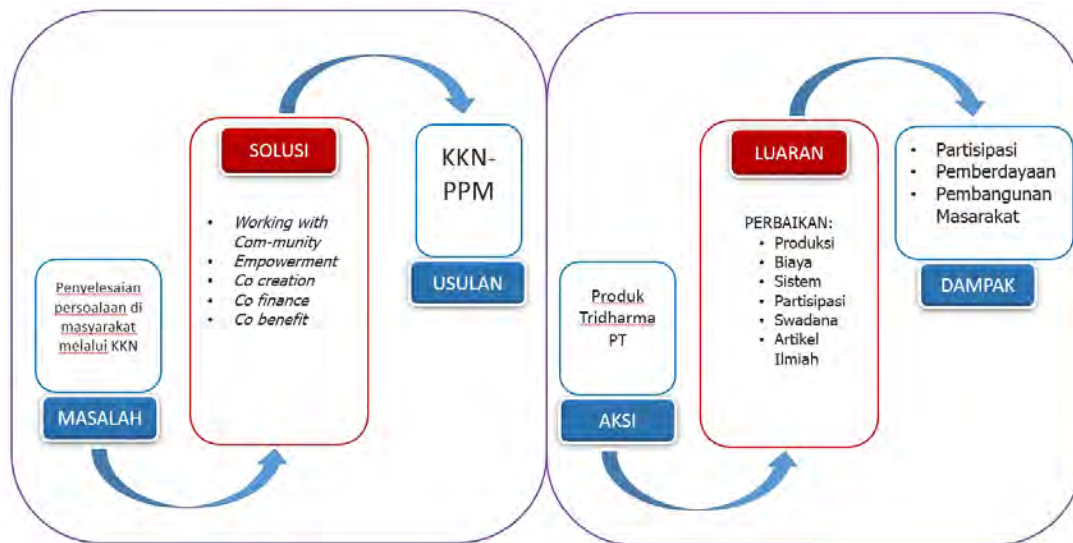 Penyelesaian
persoalaan di
masyarakat
melalui KKN
MASALAH
SOLUSI
• Working with
Com-munity
• Empowerment
• Co creation
• Co finance
• Co benefit
KKN-
PPM
USULAN
Produk
Tridharma
PT
AKSI
LUARAN
PERBAIKAN:
• Produksi
• Biaya
• Sistem
• Partisipasi
• Swadana
• Artikel
Ilmiah
• Partisipasi
• Pemberdayaan
• Pembangunan
Masarakat
DAMPAK